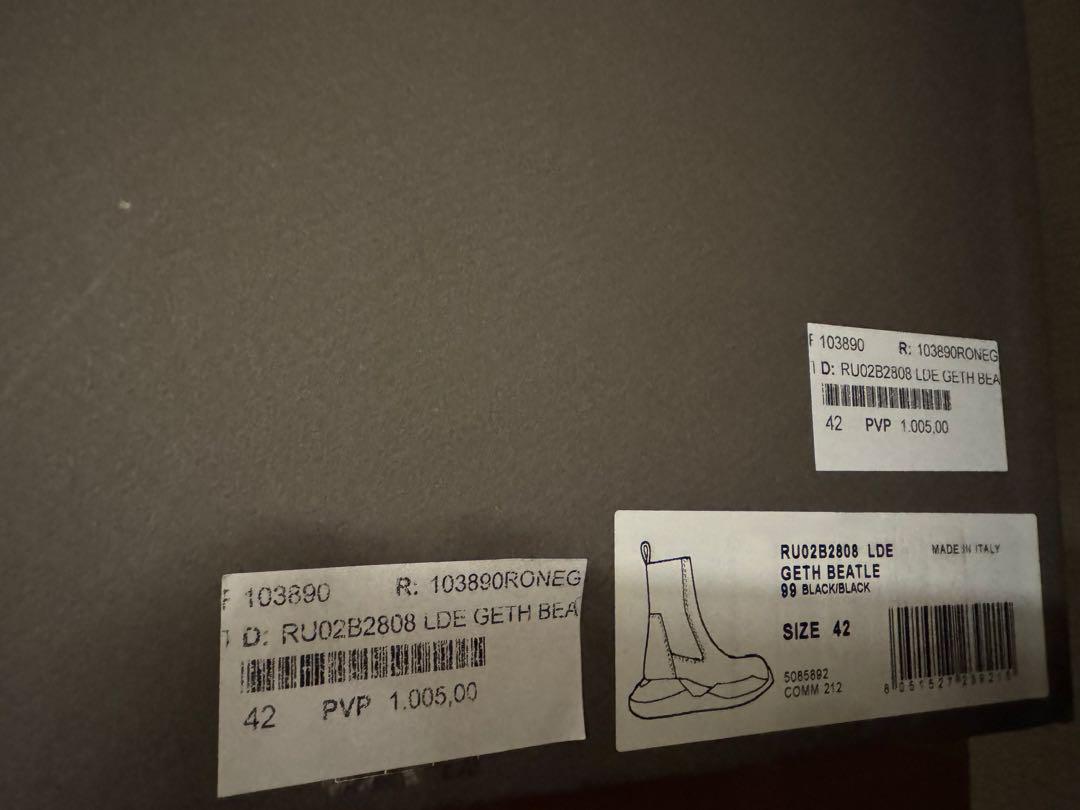 103890 R: 103890RONEG
D: RU02B2808 LDE GETH BEA
42 PVP 1.005,00
RU02B2808 LDE MADE IN ITALY
GETH BEATLE
99 BLACK/BLACK
SIZE 42
5085892
COMM 212
103890 R: 103890RONEG
D: RU02B2808 LDE GETH BEA
42 PVP 1.005,00